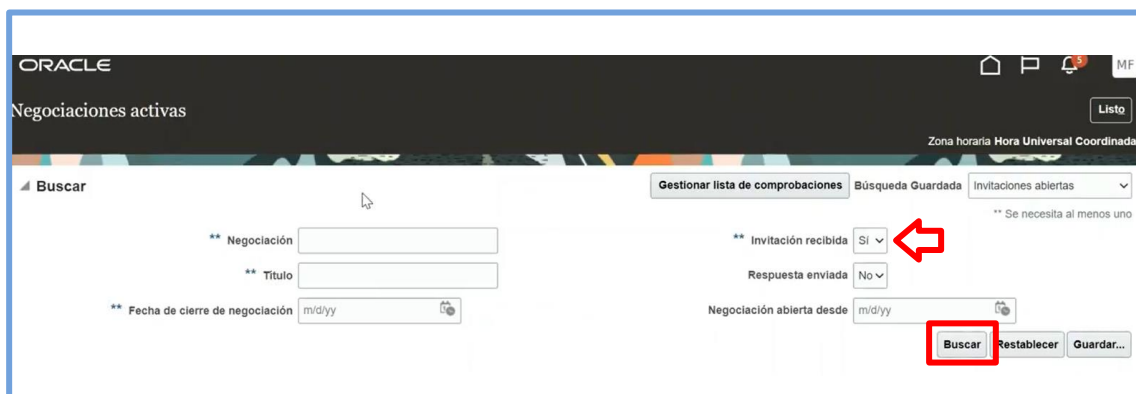 ORACLE
5
MF
Negociaciones activas
Listo
Zona horaria Hora Universal Coordinada
Buscar
Gestionar lista de comprobaciones
Búsqueda Guardada
Invitaciones abiertas
** Se necesita al menos uno
** Negociación
** Invitación recibida
Sí
** Título
Respuesta enviada
No
** Fecha de cierre de negociación
m/d/yy
Negociación abierta desde
m/d/yy
Buscar
Restablecer
Guardar...